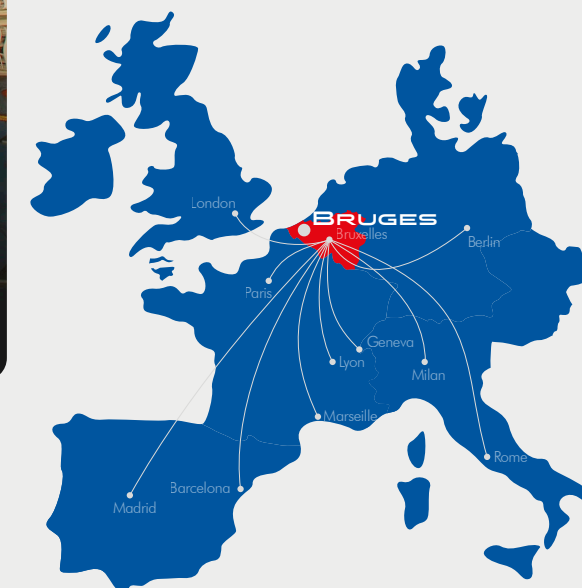 London
BRUGES
Bruxelles
Berlin
Paris
Geneva
Lyon
Milan
Marseille
Rome
Barcelona
Madrid